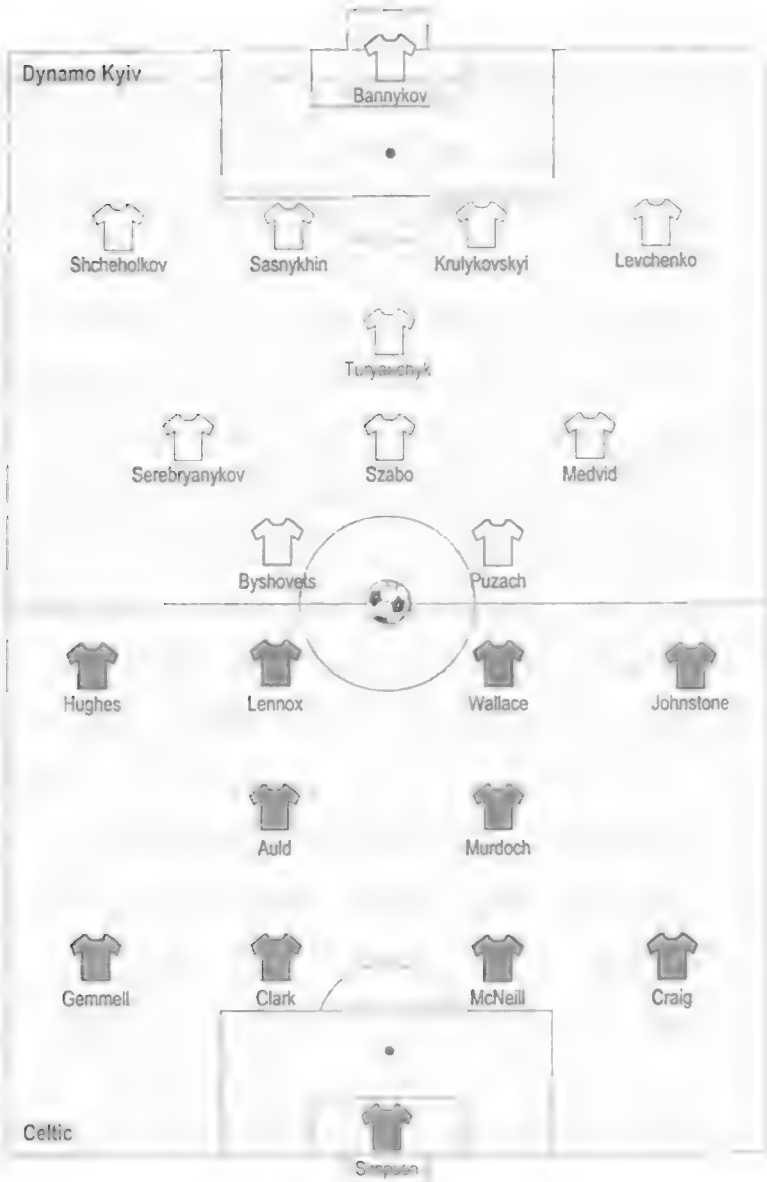 Dynamo Kyiv
Bannykov
Shcheholkov Sasnykhin Krulykovskyi Levchenko
Serebryanykov Szabo Medvid
Byshovets Puzach
Hughes Lennox Wallace Johnstone
Auld Murdoch
Gemmell Clark McNeill Craig
Celtic
Simpson